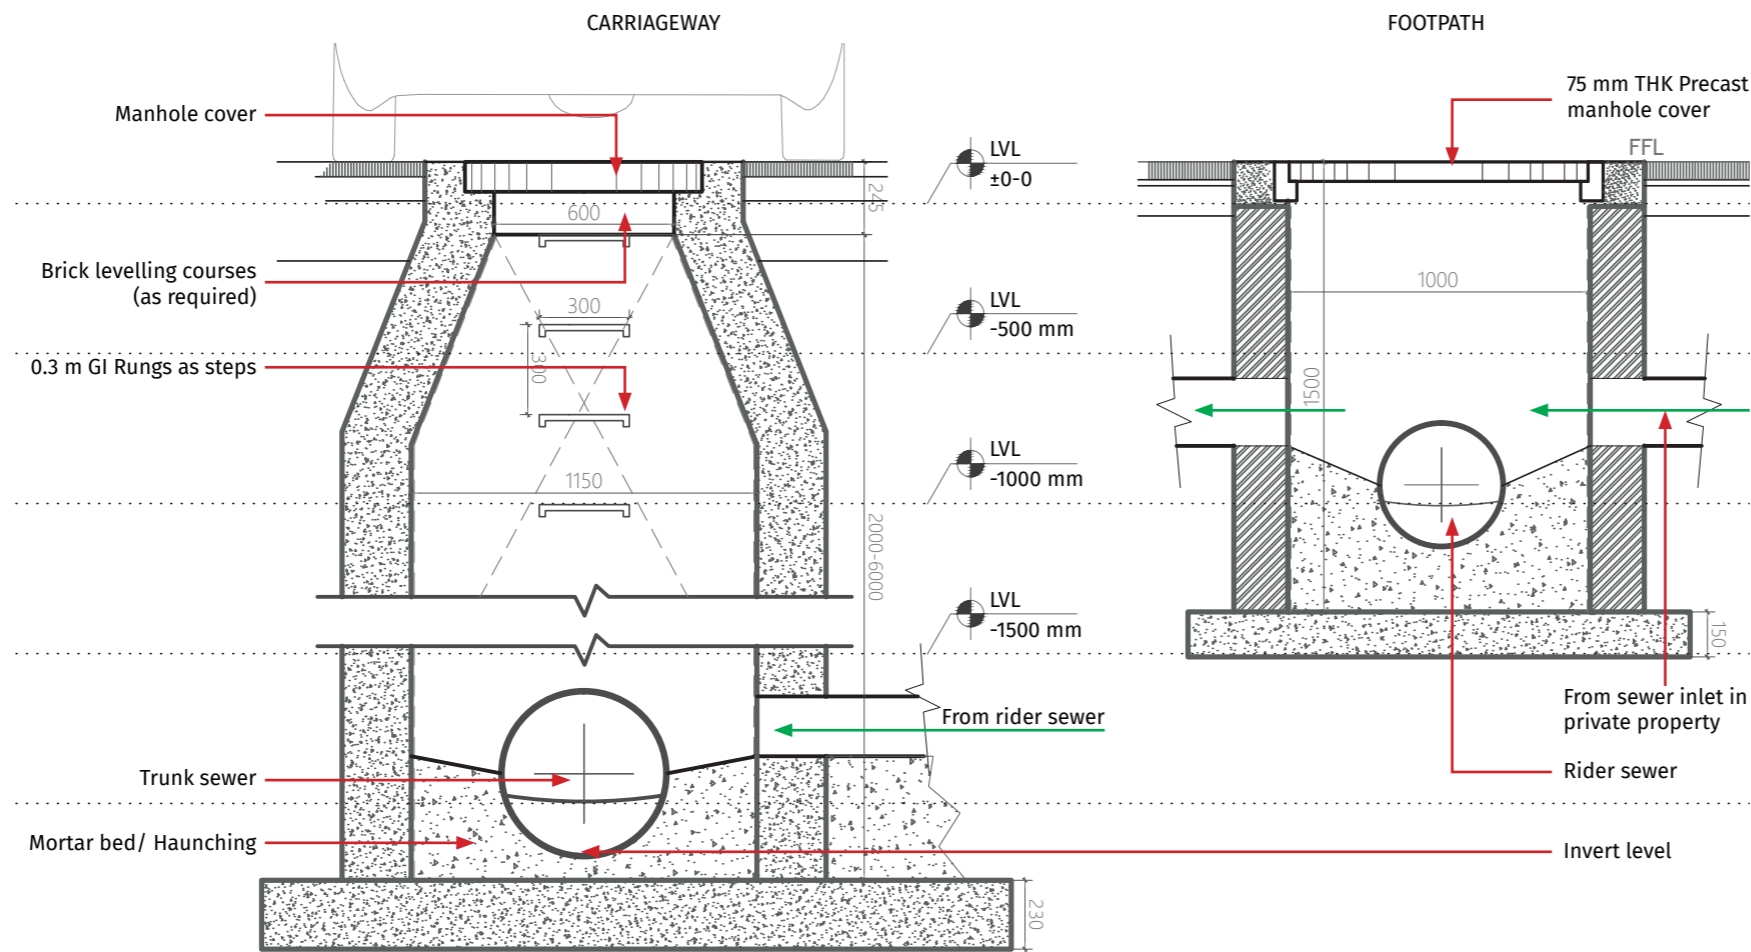 CARRIAGEWAY
FOOTPATH
Manhole cover
75 mm THK Precast
manhole cover
FFL
LVL
±0-0
245
600
Brick levelling courses
(as required)
300
300
LVL
-500 mm
1000
0.3 m GI Rungs as steps
1500
LVL
-1000 mm
1150
2000-6000
LVL
-1500 mm
150
From rider sewer
From sewer inlet in
private property
Trunk sewer
Rider sewer
Mortar bed/ Haunching
Invert level
230